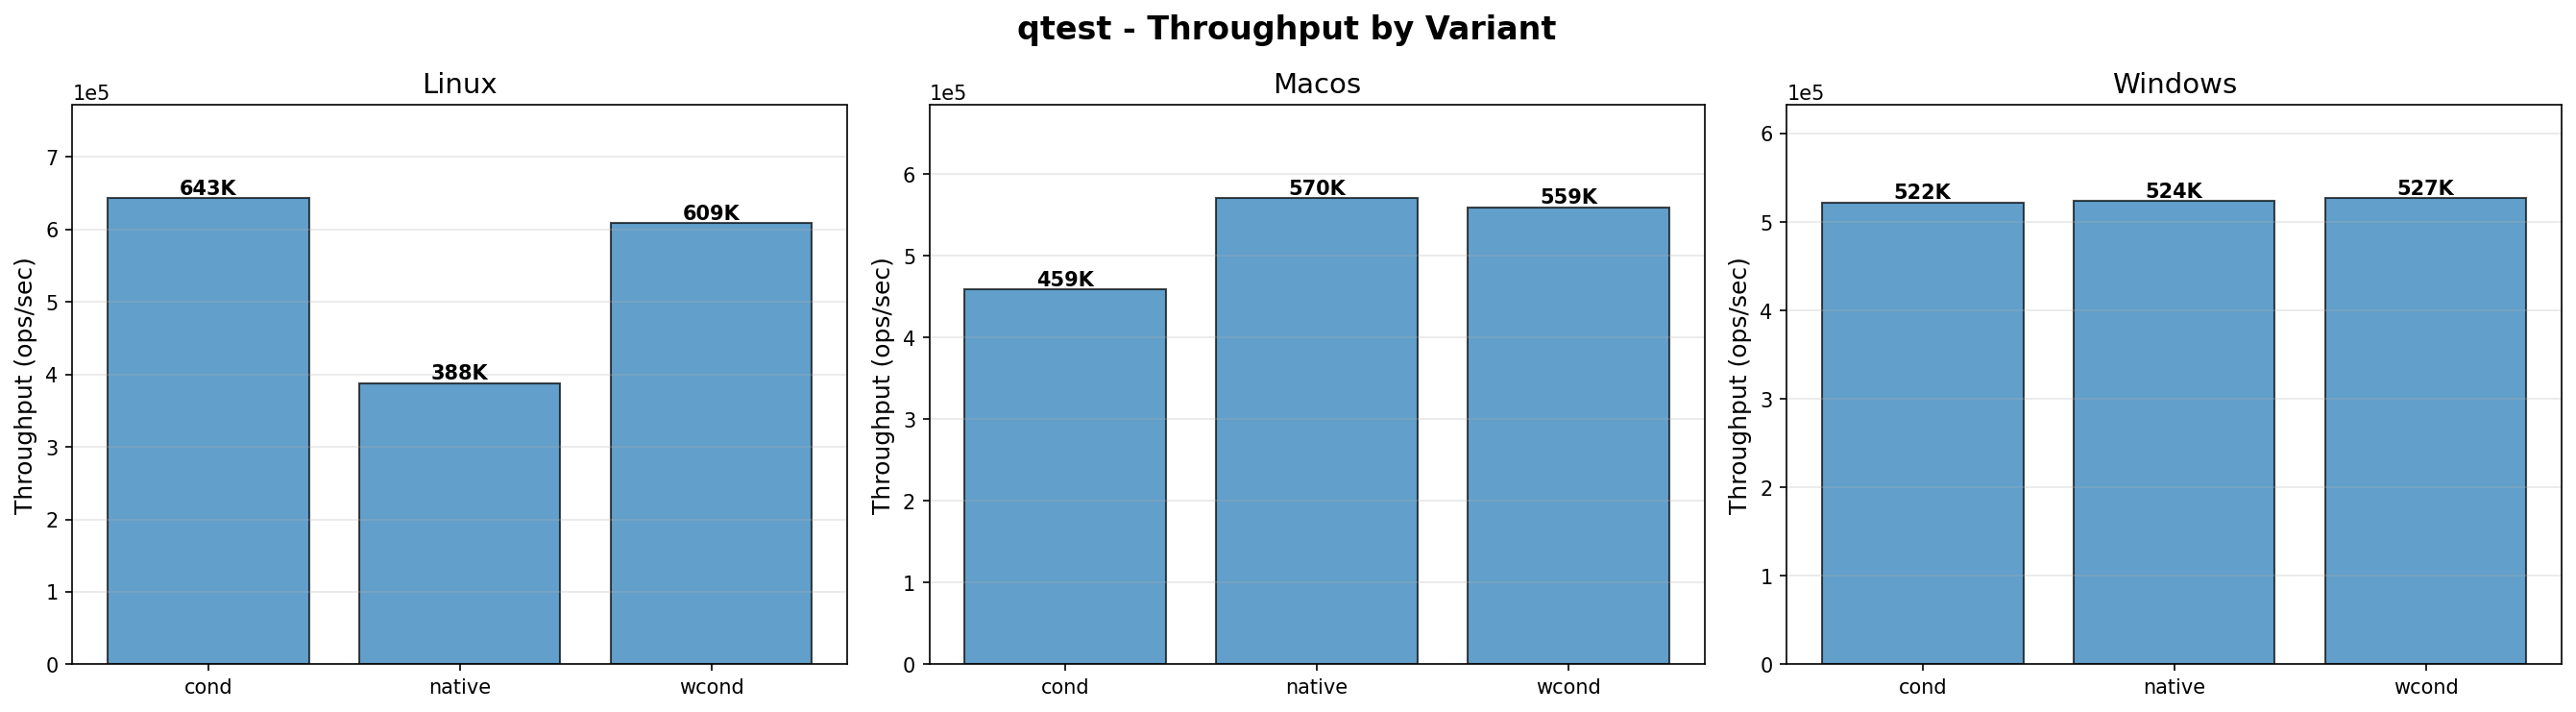 qtest - Throughput by Variant
Linux
1e5
Throughput (ops/sec)
7
6
5
4
3
2
1
0
643K
388K
609K
cond native wcond
Macos
1e5
Throughput (ops/sec)
6
5
4
3
2
1
0
459K
570K
559K
cond native wcond
Windows
1e5
Throughput (ops/sec)
6
5
4
3
2
1
0
522K
524K
527K
cond native wcond